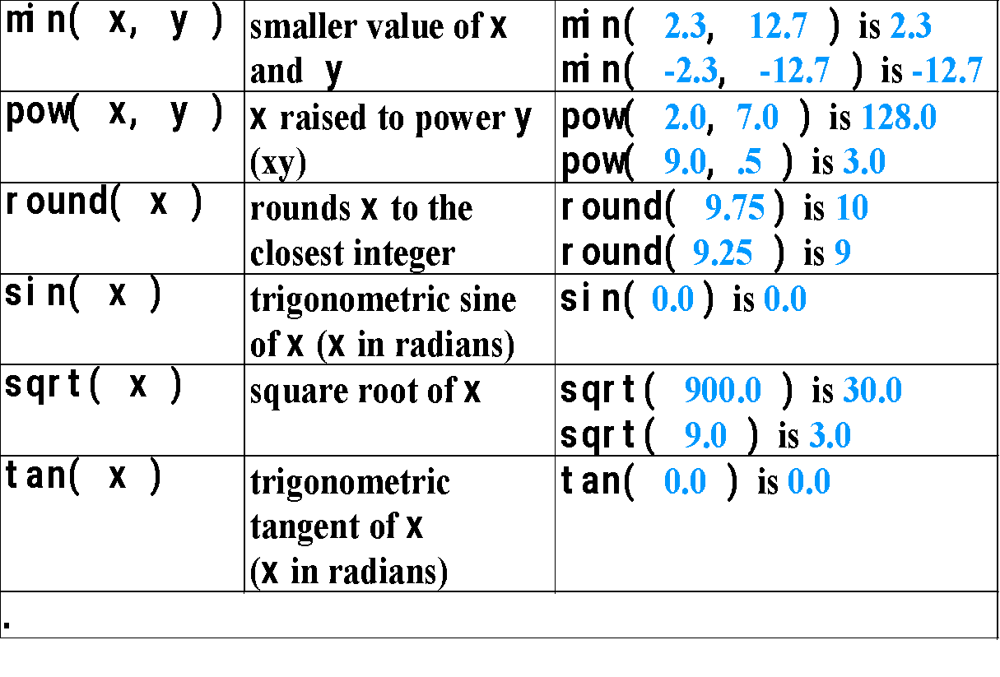 min( x, y )
smaller value of x
and y
min( 2.3, 12.7 ) is 2.3
min( -2.3, -12.7 ) is -12.7
pow( x, y )
x raised to power y
(xy)
pow( 2.0, 7.0 ) is 128.0
pow( 9.0, .5 ) is 3.0
round( x )
rounds x to the
closest integer
round( 9.75 ) is 10
round( 9.25 ) is 9
sin( x )
trigonometric sine
of x (x in radians)
sin( 0.0 ) is 0.0
sqrt( x )
square root of x
sqrt( 900.0 ) is 30.0
sqrt( 9.0 ) is 3.0
tan( x )
trigonometric
tangent of x
(x in radians)
tan( 0.0 ) is 0.0
.